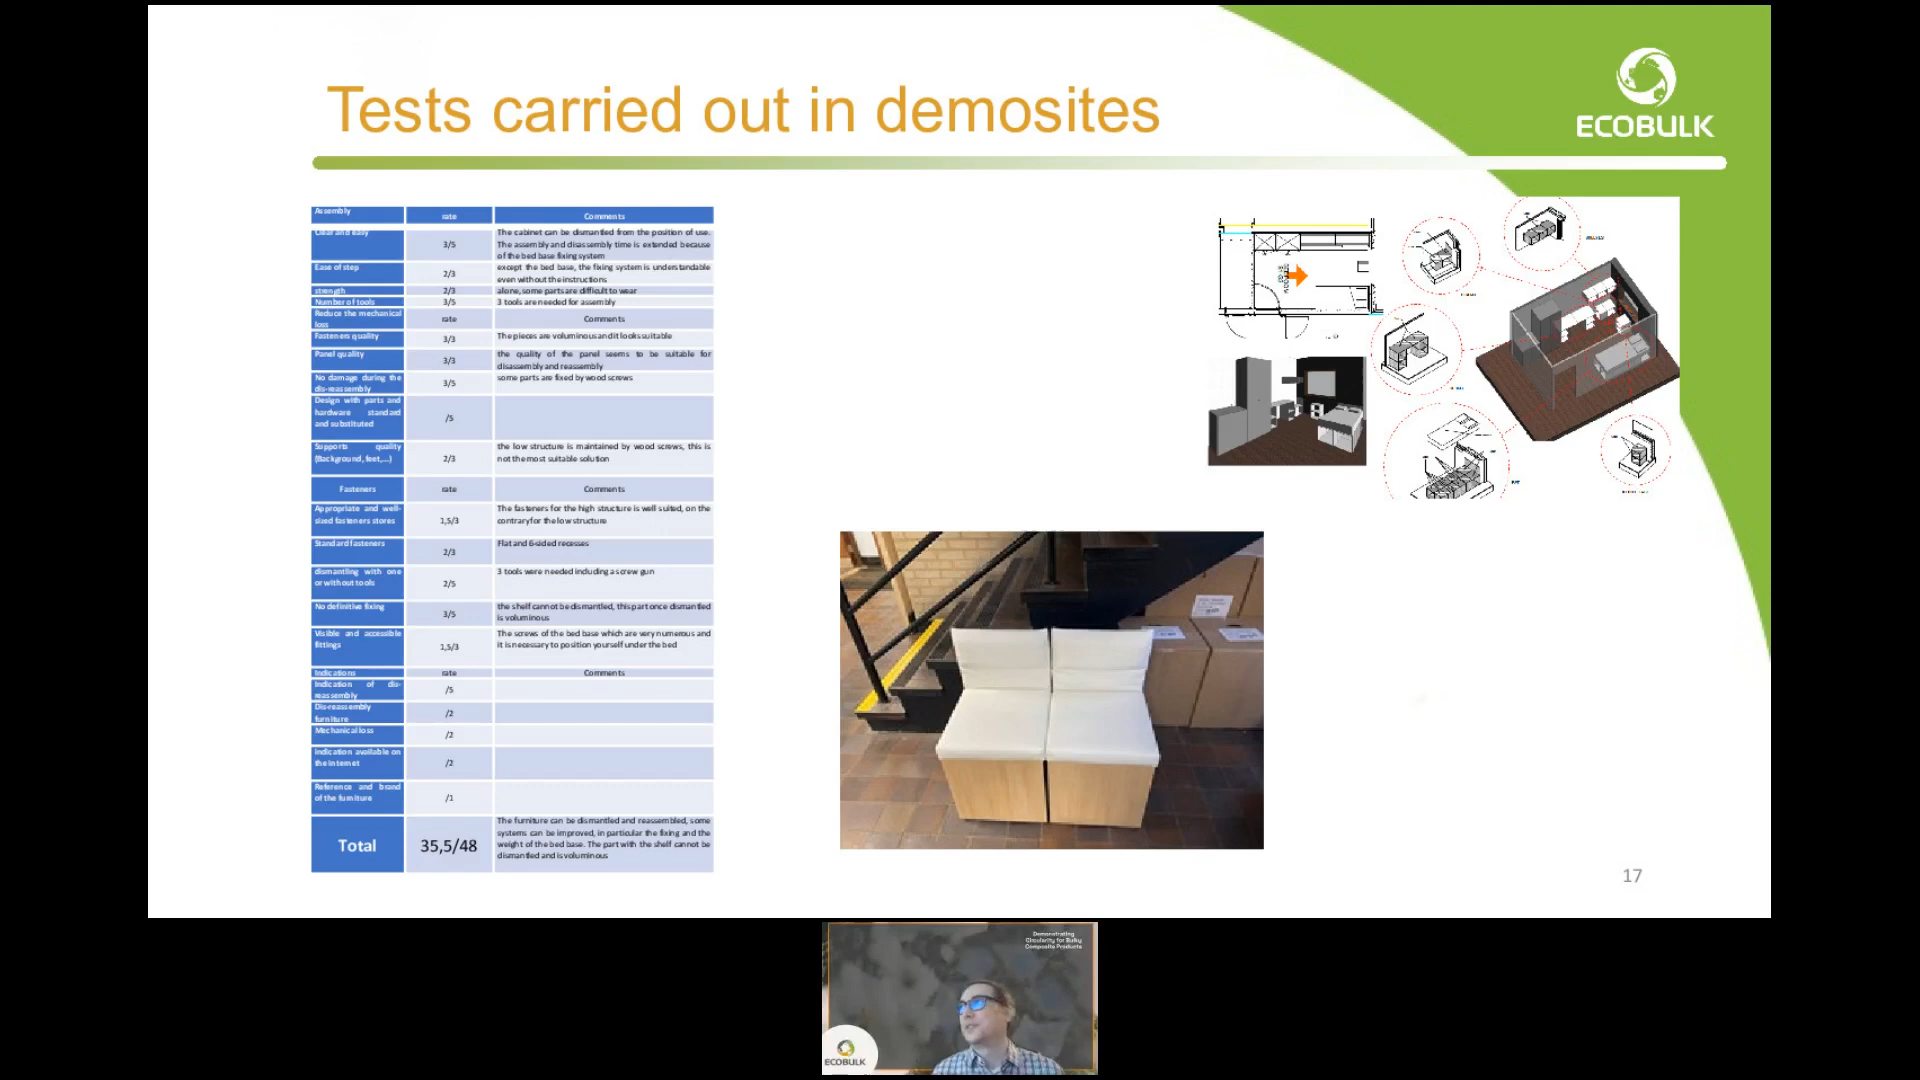 Tests carried out in demosites
ECOBULK
Assembly rate Comments
Clear and easy 3/5 The cabinet can be dismantled from the position of use.
The assembly and disassembly time is extended because
of the bed base fixing system
Ease of step 2/3 except the bed base, the fixing system is understandable
even without the instructions
strength 2/3 alone, some parts are difficult to wear
Number of tools 3/5 3 tools are needed for assembly
Reduce the mechanical
loss rate Comments
Fasteners quality 3/3 The pieces are voluminous and it looks suitable
Panel quality 3/3 the quality of the panel seems to be suitable for
disassembly and reassembly
No damage during the
dis-reassembly 3/5 some parts are fixed by wood screws
Design with parts and
hardware standard
and substituted /5
Supports quality
(Background, feet,...) 2/3 the low structure is maintained by wood screws, this is
not the most suitable solution
Fasteners rate Comments
Appropriate and well-
sized fasteners stores 1,5/3 The fasteners for the high structure is well suited, on the
contrary for the low structure
Standard fasteners 2/3 Flat and 6-sided recesses
dismantling with one
or without tools 2/5 3 tools were needed including a screw gun
No definitive fixing 3/5 the shelf cannot be dismantled, this part once dismantled
is voluminous
Visible and accessible
fittings 1,5/3 The screws of the bed base which are very numerous and
it is necessary to position yourself under the bed
Indications rate Comments
Indication of dis-
reassembly /5
Dis-reassembly
furniture /2
Mechanical loss /2
Indication available on
the internet /2
Reference and brand
of the furniture /1
Total 35,5/48 The furniture can be dismantled and reassembled, some
systems can be improved, in particular the fixing and the
weight of the bed base. The part with the shelf cannot be
dismantled and is voluminous
17
Demonstrating
Circularity for Bulky
Composite Products
ECOBULK